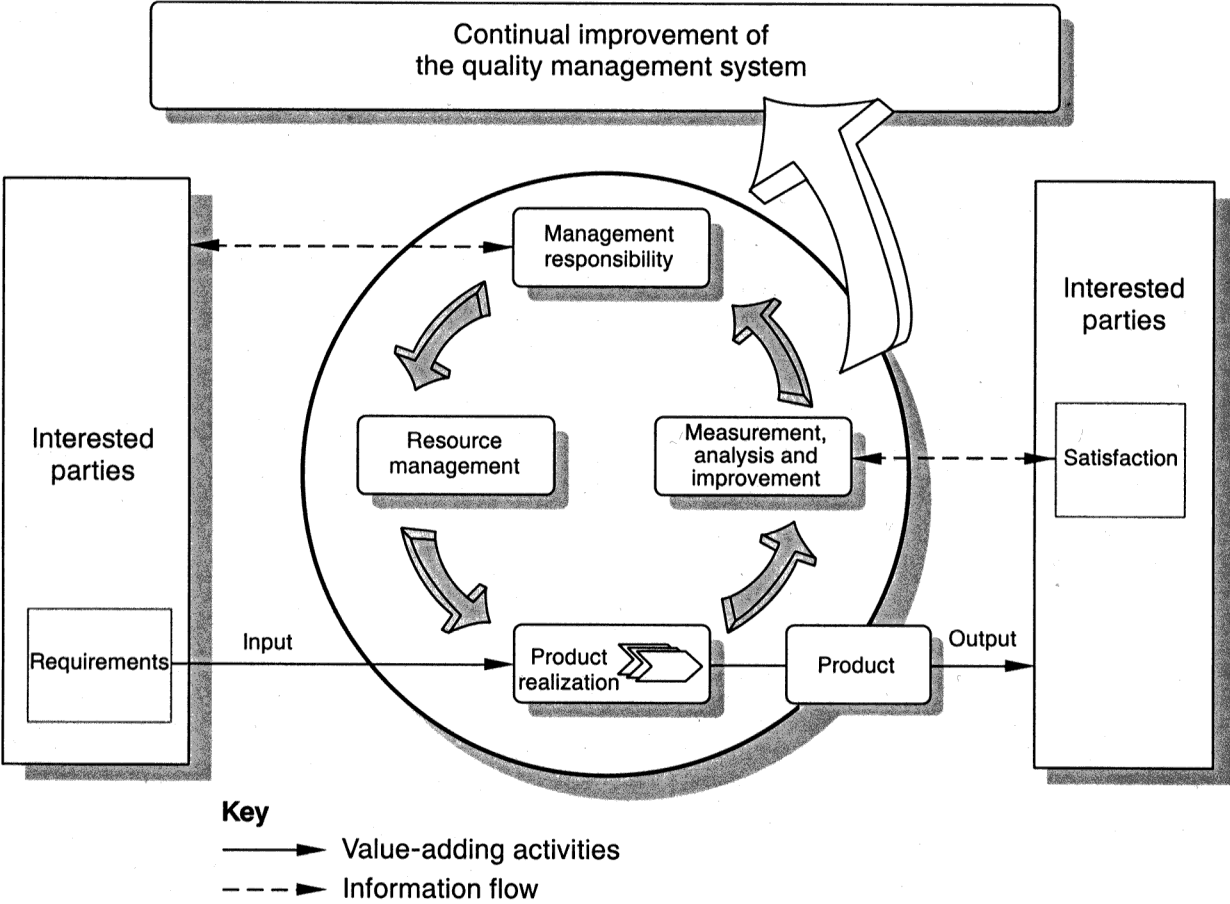 Continual improvement of
the quality management system
Interested
parties
Requirements
Input
Management
responsibility
Resource
management
Measurement,
analysis and
improvement
Product
realization
Product
Output
Interested
parties
Satisfaction
Key
Value-adding activities
Information flow